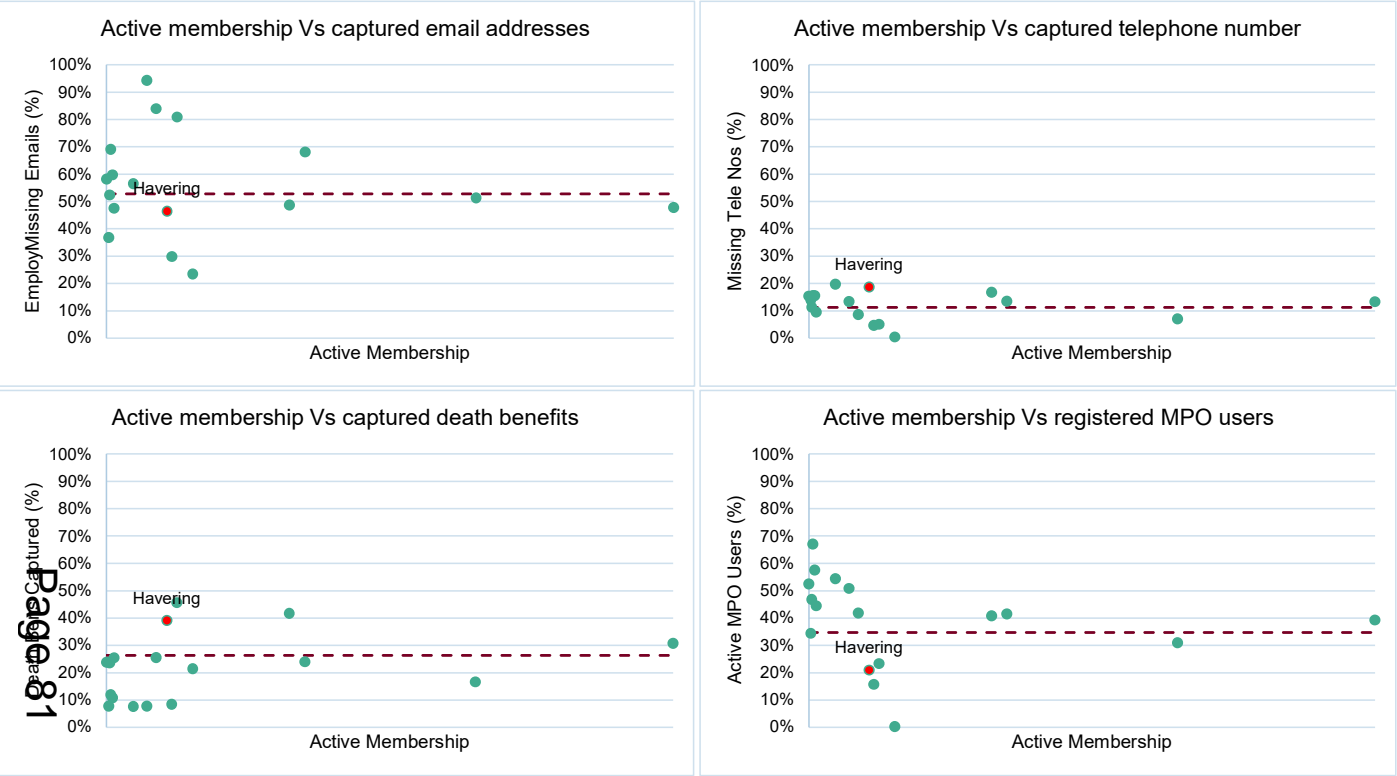 Active membership Vs captured email addresses
100%
90%
80%
70%
60%
50%
40%
30%
20%
10%
0%
EmployMissing Emails (%)
Havering
Active Membership
Active membership Vs captured telephone number
100%
90%
80%
70%
60%
50%
40%
30%
20%
10%
0%
Missing Tele Nos (%)
Havering
Active Membership
Active membership Vs captured death benefits
100%
90%
80%
70%
60%
50%
40%
30%
20%
10%
0%
Death Bens Captured (%)
Havering
Active Membership
Page 81
Active membership Vs registered MPO users
100%
90%
80%
70%
60%
50%
40%
30%
20%
10%
0%
Active MPO Users (%)
Havering
Active Membership